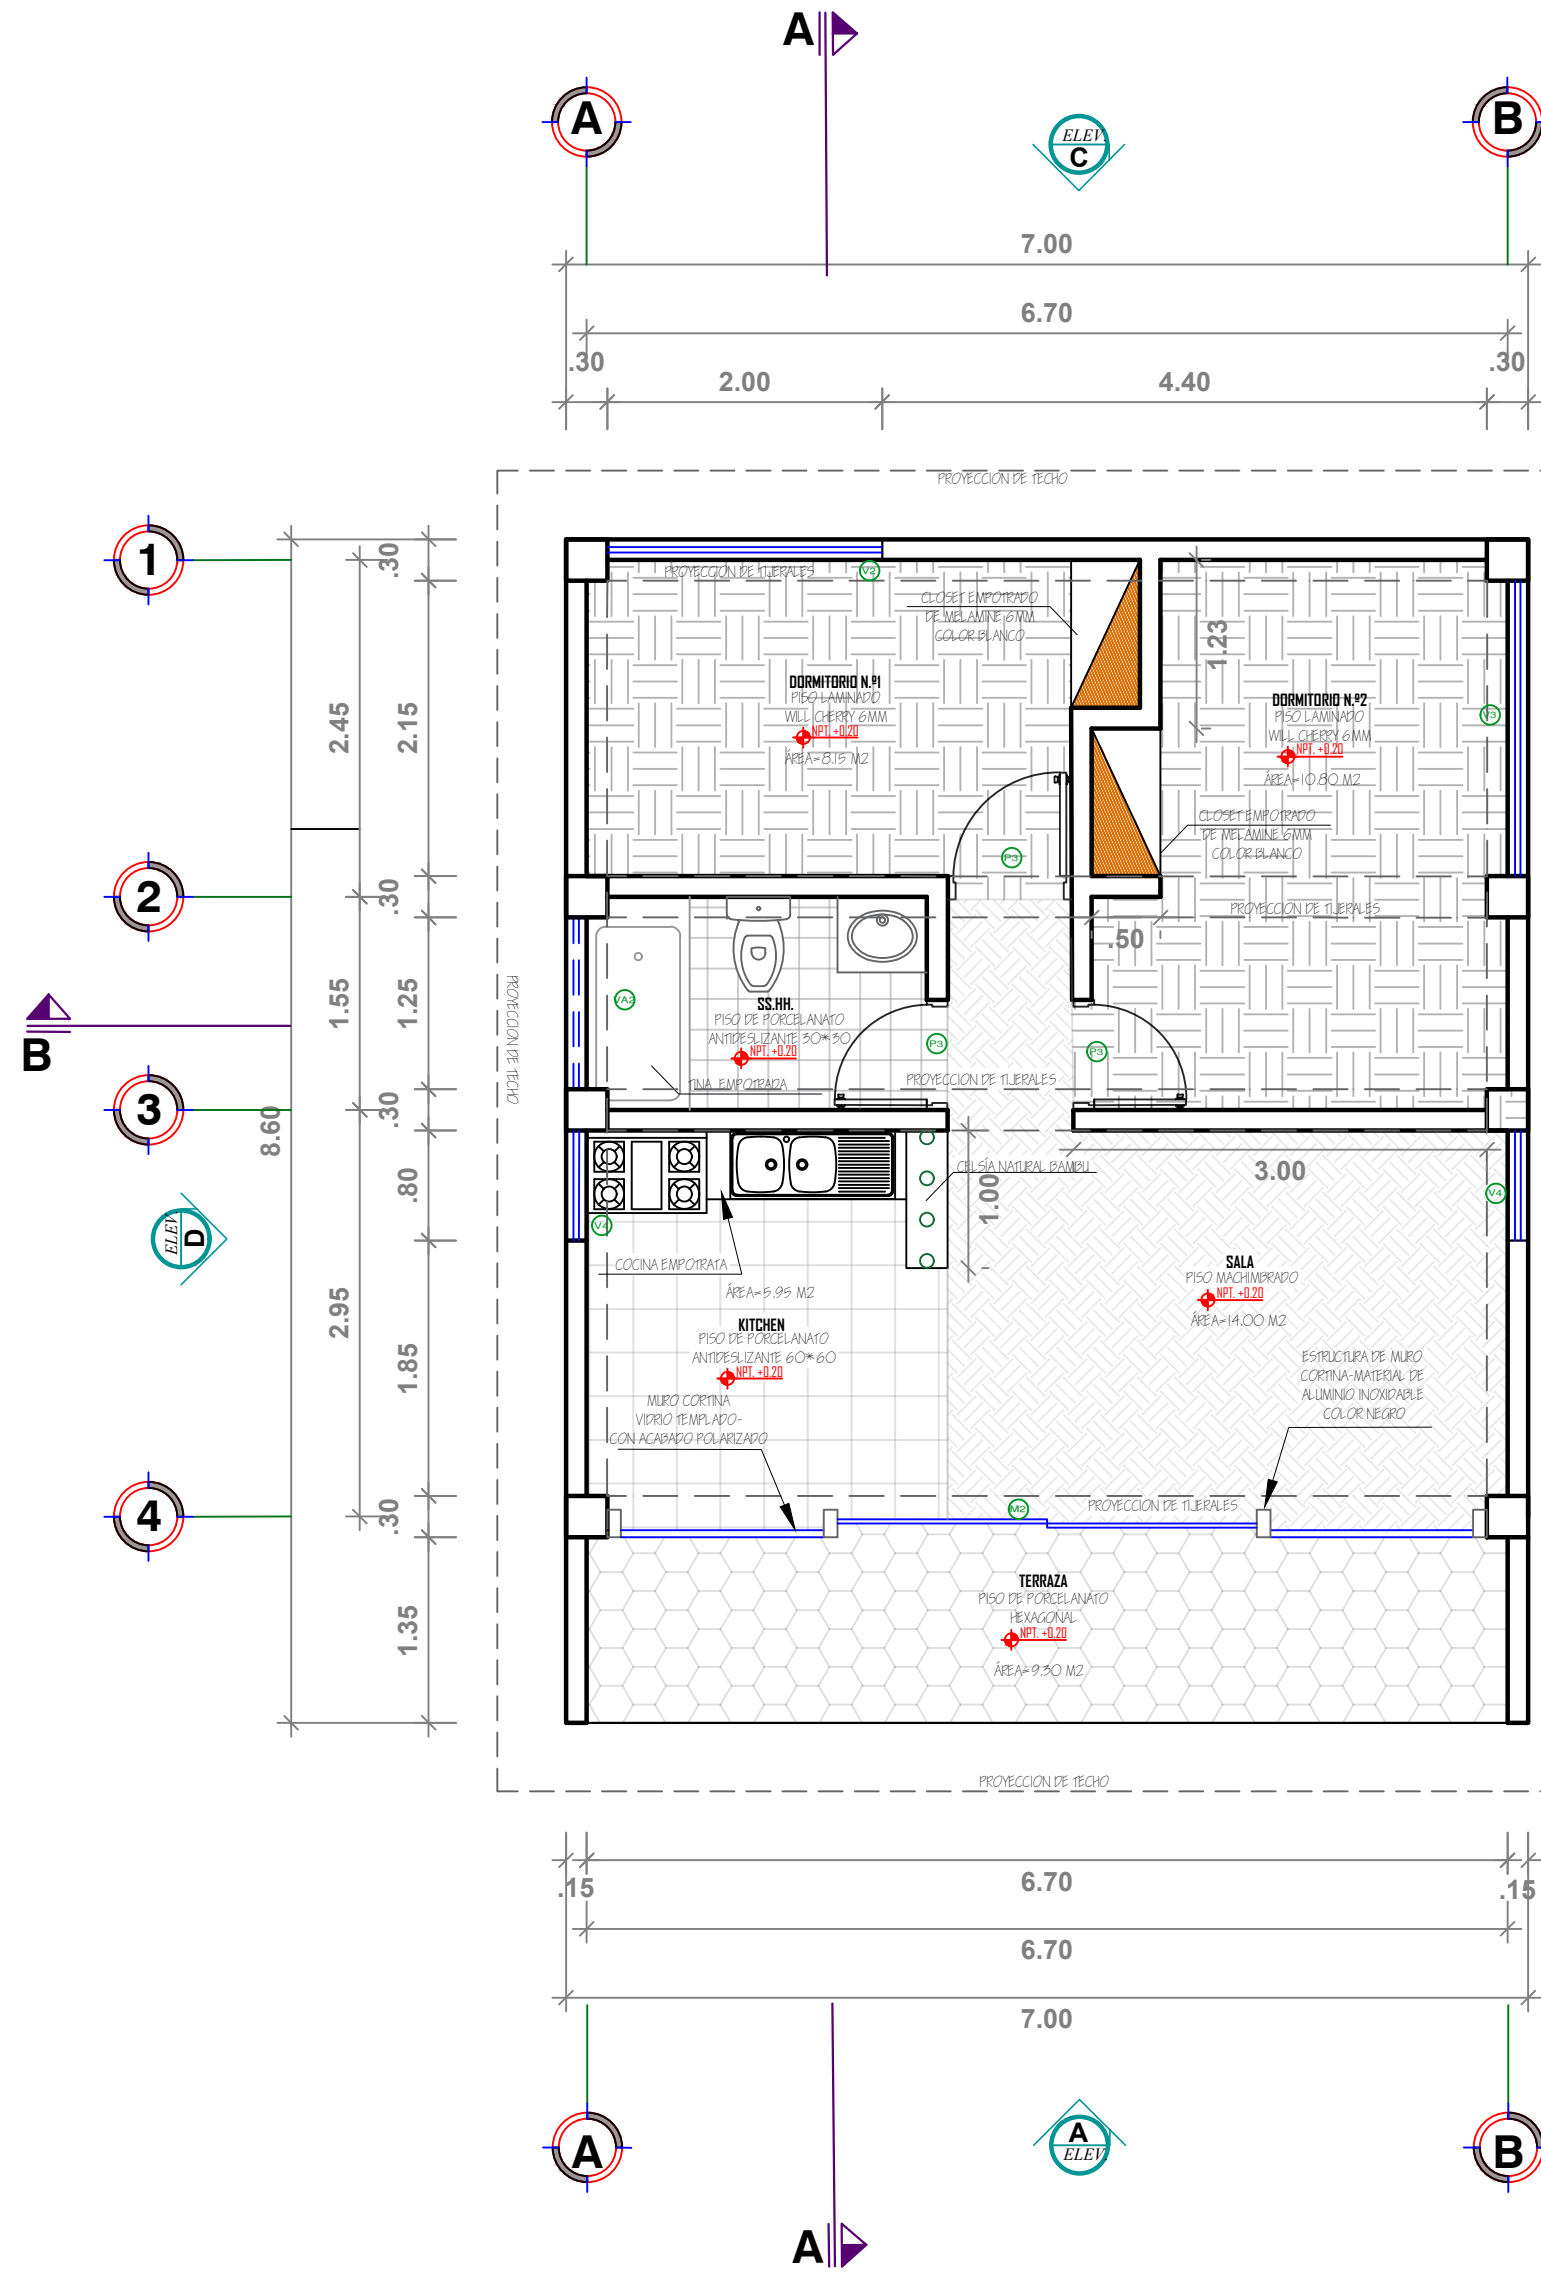 A
A
B
ELEV.
C
7.00
6.70
.30
.30
2.00
4.40
PROYECCION DE TECHO
1
.30
PROYECCION DE TIJERALES
V2
CLOSET EMPOTRADO
DE MELAMINE 6MM
COLOR BLANCO
1.23
2.45
2.15
DORMITORIO N.º1
PISO LAMINADO
WILL CHERRY 6MM
NPT. +0.20
ÁREA=8.15 M2
DORMITORIO N.º2
PISO LAMINADO
WILL CHERRY 6MM
NPT. +0.20
ÁREA=10.80 M2
V3
CLOSET EMPOTRADO
DE MELAMINE 6MM
COLOR BLANCO
P3
2
.30
PROYECCION DE TIJERALES
.50
PROYECCION DE TECHO
1.55
1.25
VA2
SS.HH.
PISO DE PORCELANATO
ANTIDESLIZANTE 30*30
NPT. +0.20
TINA EMPOTRADA
P3
P3
B
PROYECCION DE TIJERALES
3
.30
8.60
.80
CELSÍA NATURAL BAMBU
1.00
3.00
V4
V4
ELEV.
D
COCINA EMPOTRATA
ÁREA=5.95 M2
KITCHEN
PISO DE PORCELANATO
ANTIDESLIZANTE 60*60
NPT. +0.20
SALA
PISO MACHIMBRADO
NPT. +0.20
ÁREA=14.00 M2
2.95
1.85
MURO CORTINA
VIDRIO TEMPLADO-
CON ACABADO POLARIZADO
ESTRUCTURA DE MURO
CORTINA-MATERIAL DE
ALUMINIO INOXIDABLE
COLOR NEGRO
4
.30
M2
PROYECCION DE TIJERALES
1.35
TERRAZA
PISO DE PORCELANATO
HEXAGONAL
NPT. +0.20
ÁREA=9.30 M2
PROYECCION DE TECHO
.15
6.70
.15
6.70
7.00
A
A
ELEV.
B
A